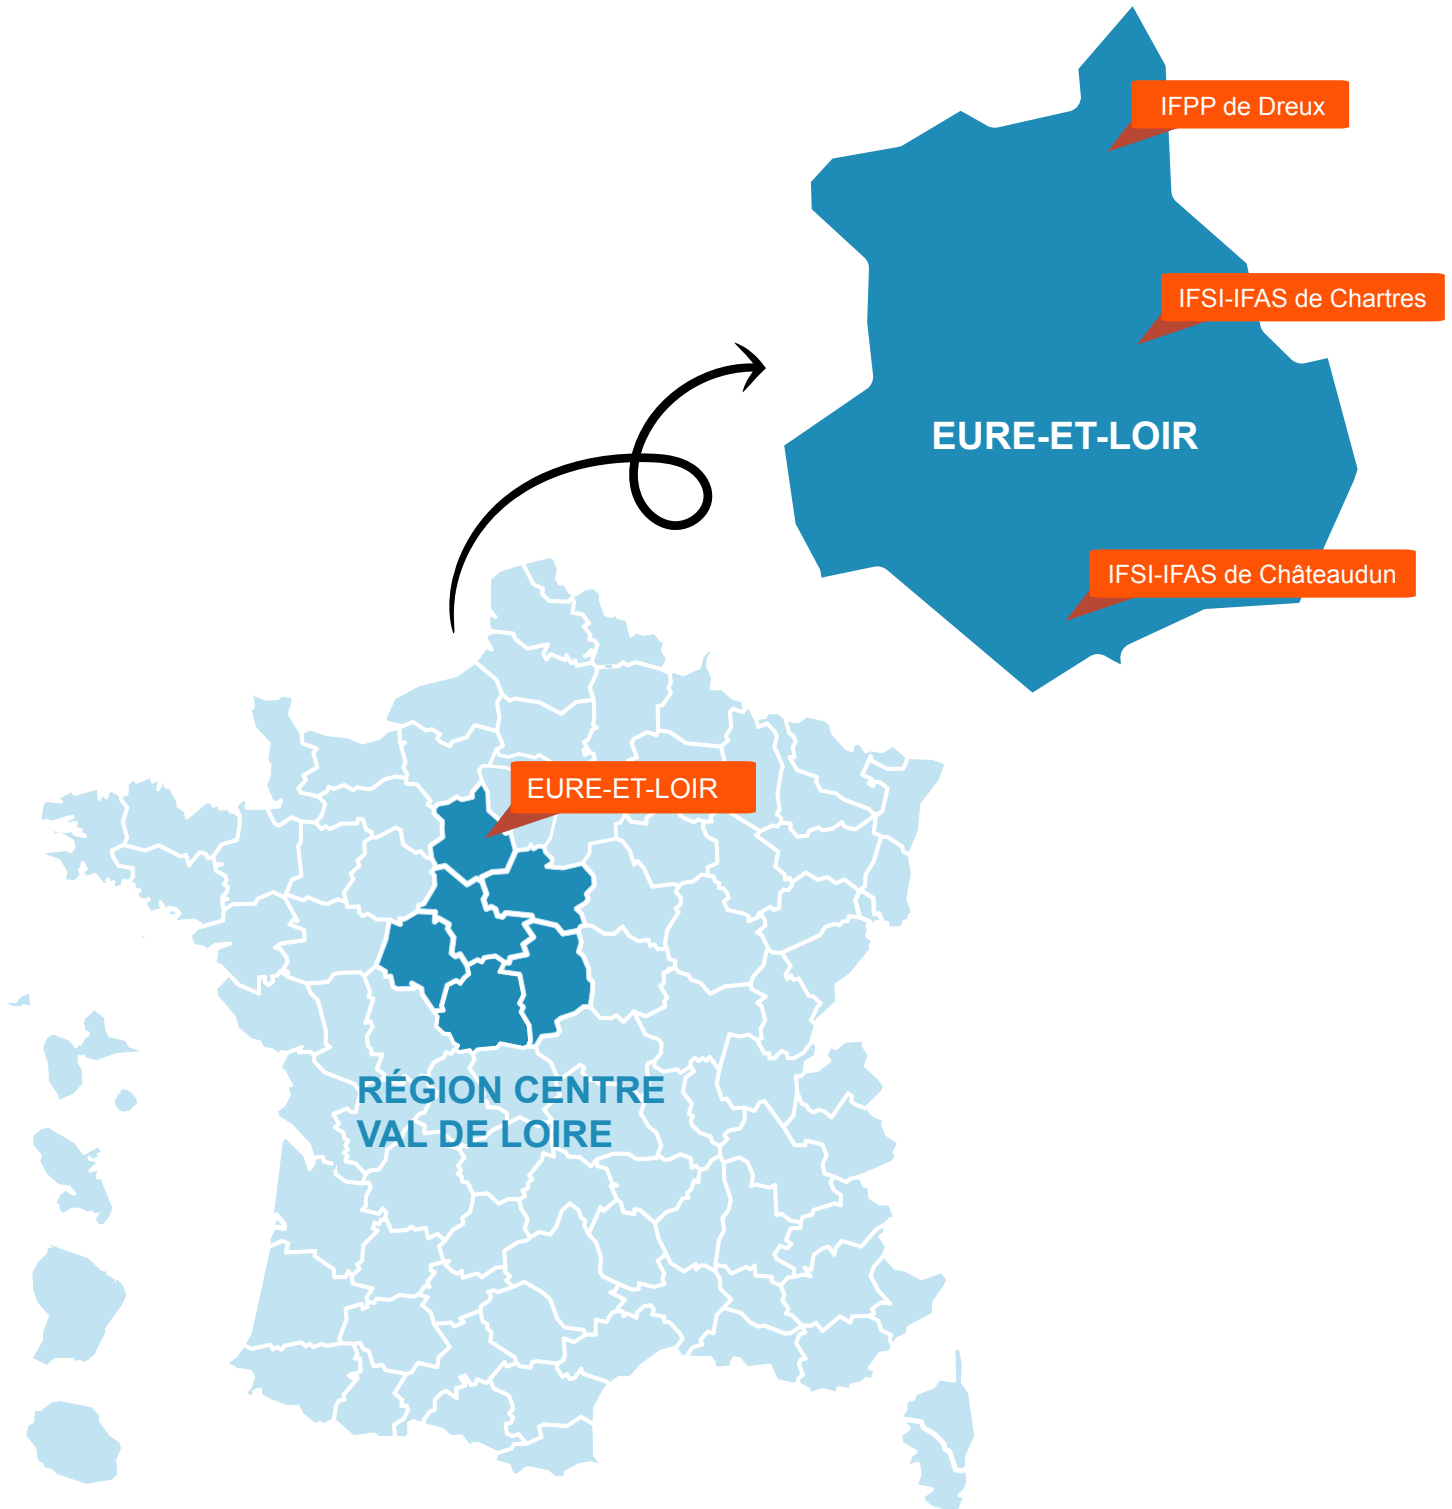 IFPP de Dreux
IFSI-IFAS de Chartres
EURE-ET-LOIR
IFSI-IFAS de Châteaudun
EURE-ET-LOIR
RÉGION CENTRE
VAL DE LOIRE